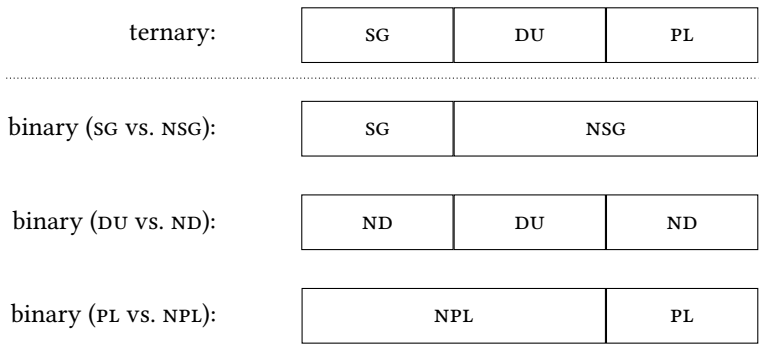 ternary: SG DU PL
binary (SG vs. NSG): SG NSG
binary (DU vs. ND): ND DU ND
binary (PL vs. NPL): NPL PL